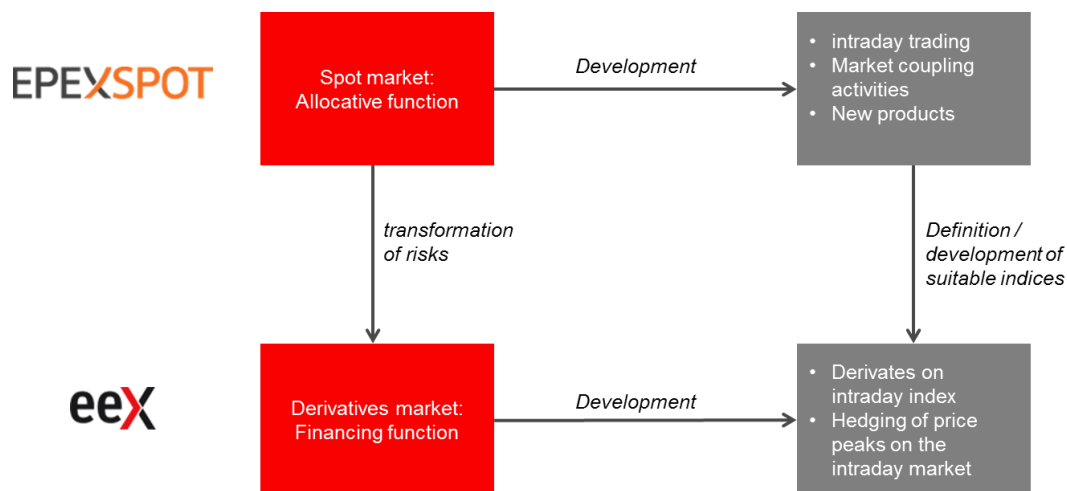 EPEXSPOT
Spot market:
Allocative function
Development
• intraday trading
• Market coupling
activities
• New products
transformation
of risks
Definition /
development of
suitable indices
eex
Derivatives market:
Financing function
Development
• Derivates on
intraday index
• Hedging of price
peaks on the
intraday market